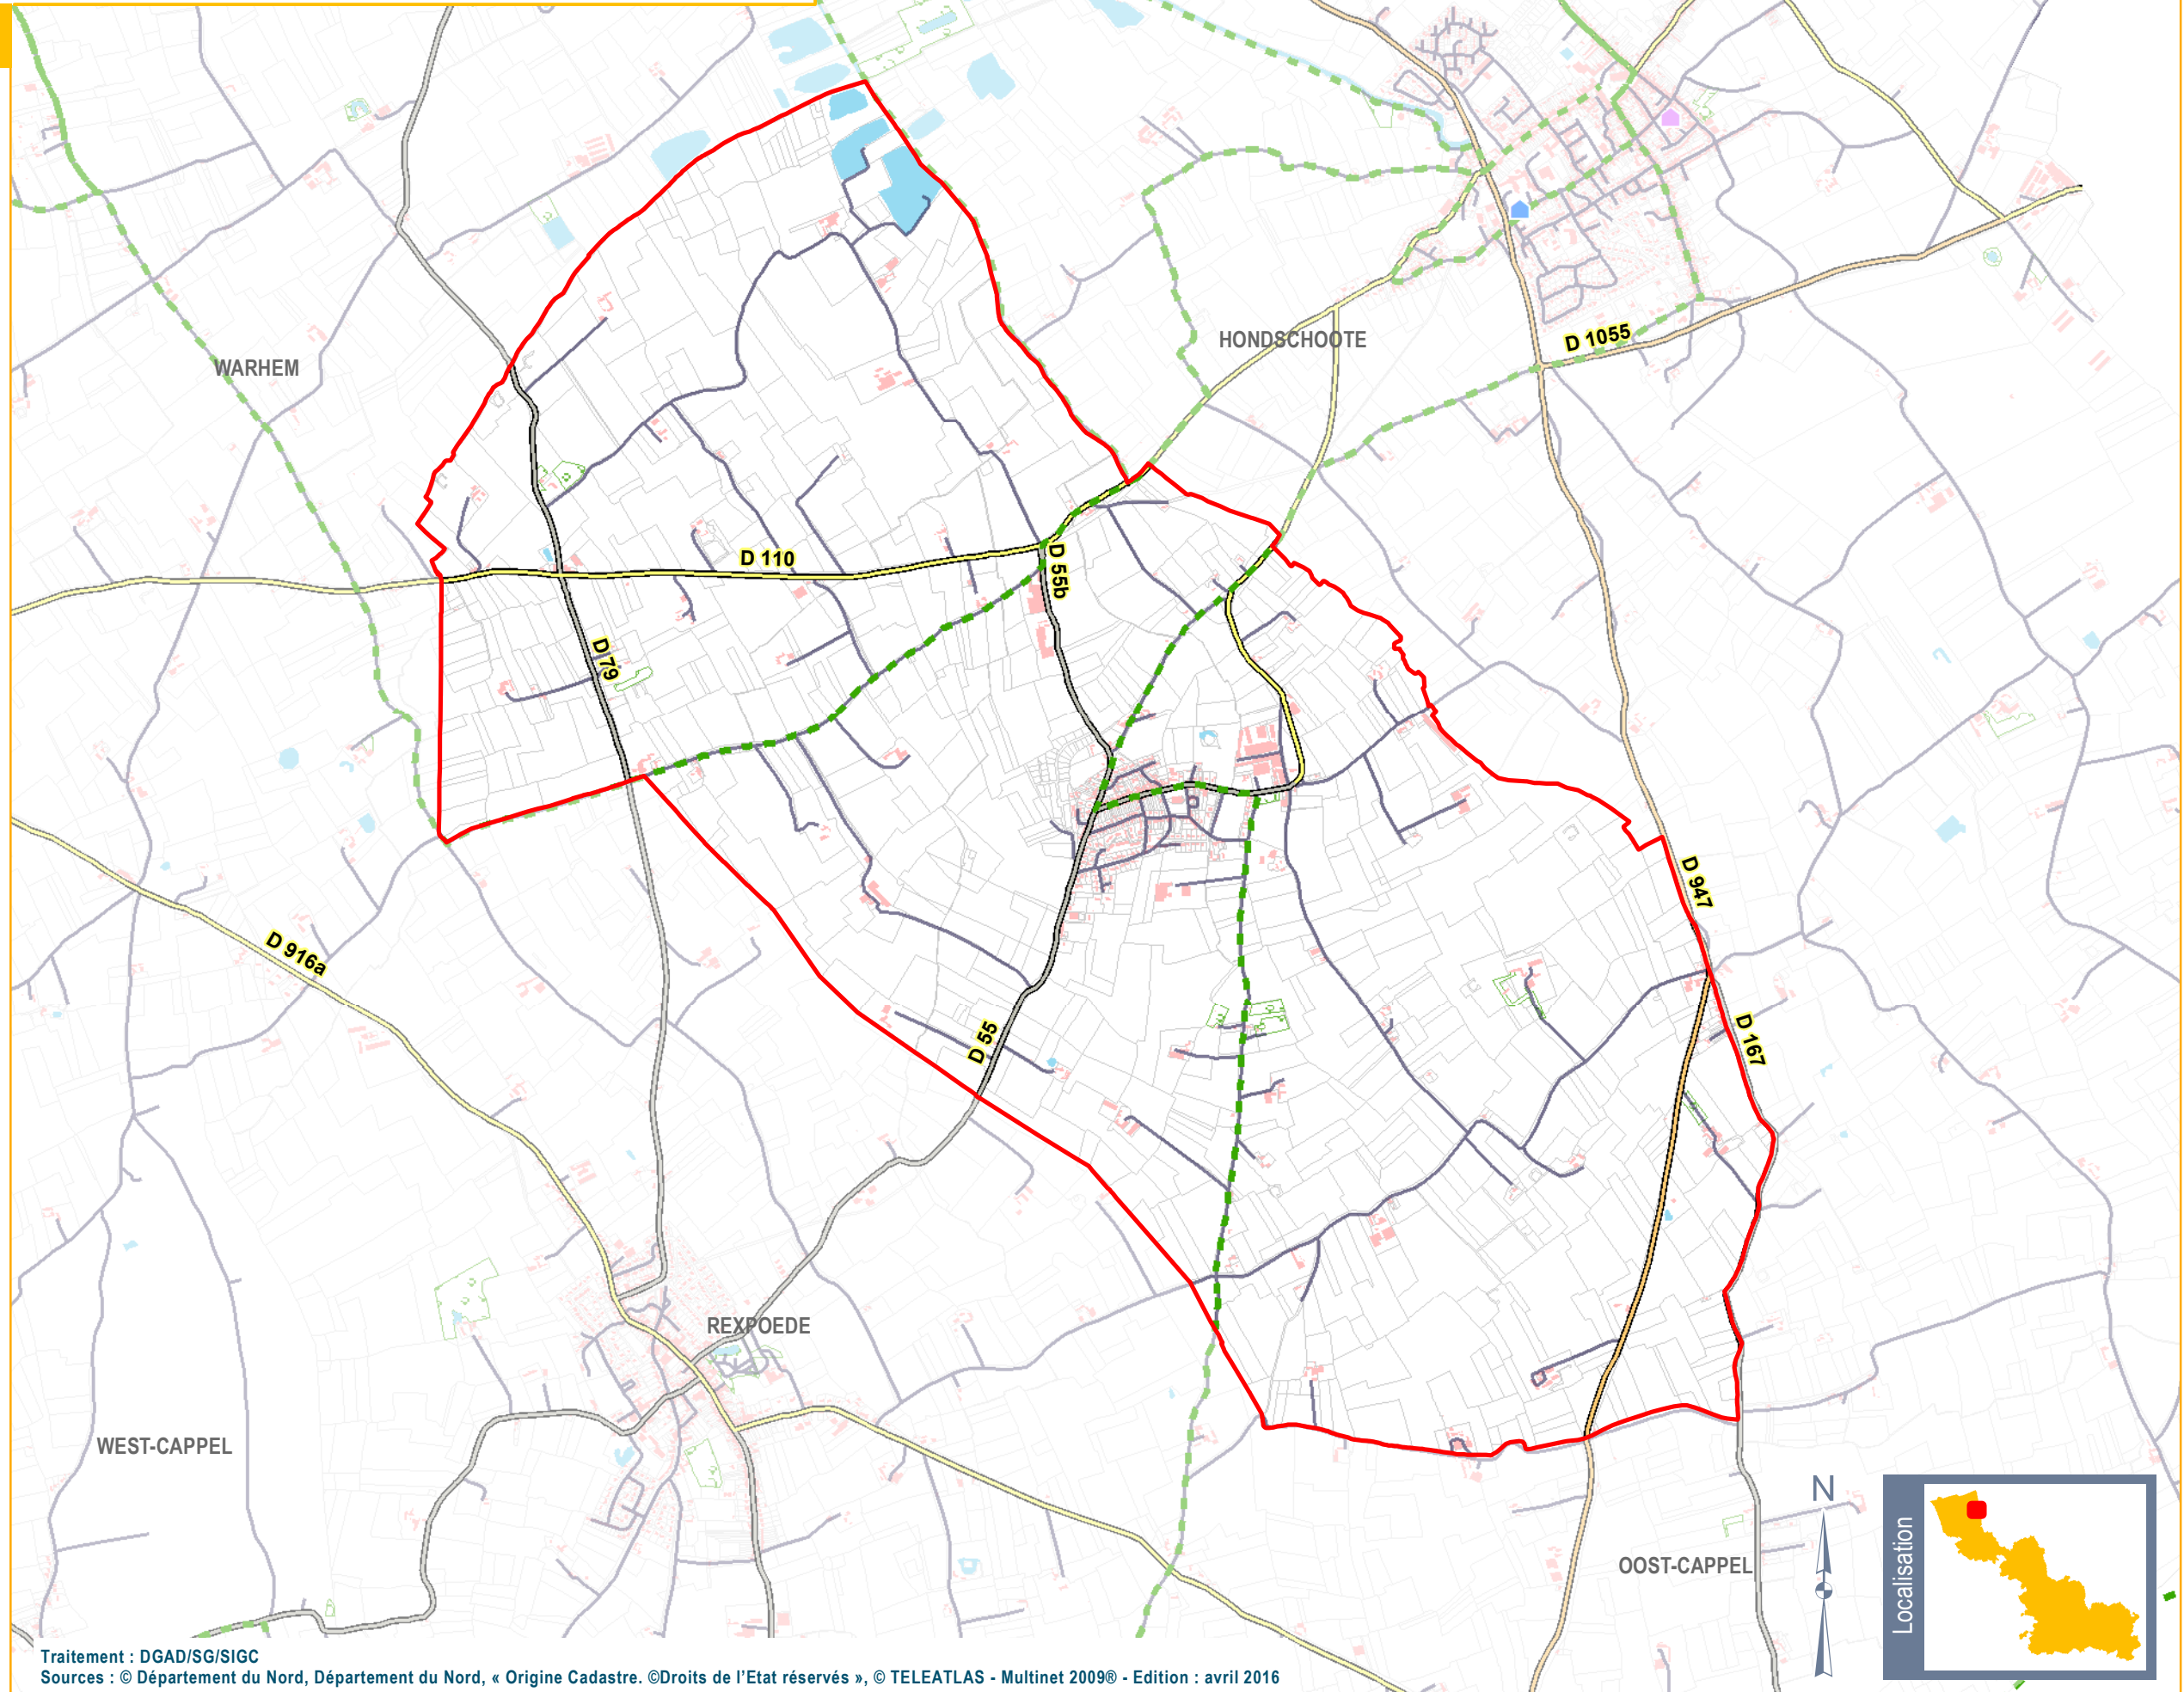 HONDSCHOOTE
D 1055
WARHEM
D 110
D 55b
D 79
D 947
D 916a
D 167
D 55
REXPOEDE
WEST-CAPPEL
N
OOST-CAPPEL
Localisation
Traitement : DGAD/SG/SIGC
Sources : © Département du Nord, Département du Nord, « Origine Cadastre. ©Droits de l'Etat réservés », © TELEATLAS - Multinet 2009® - Edition : avril 2016